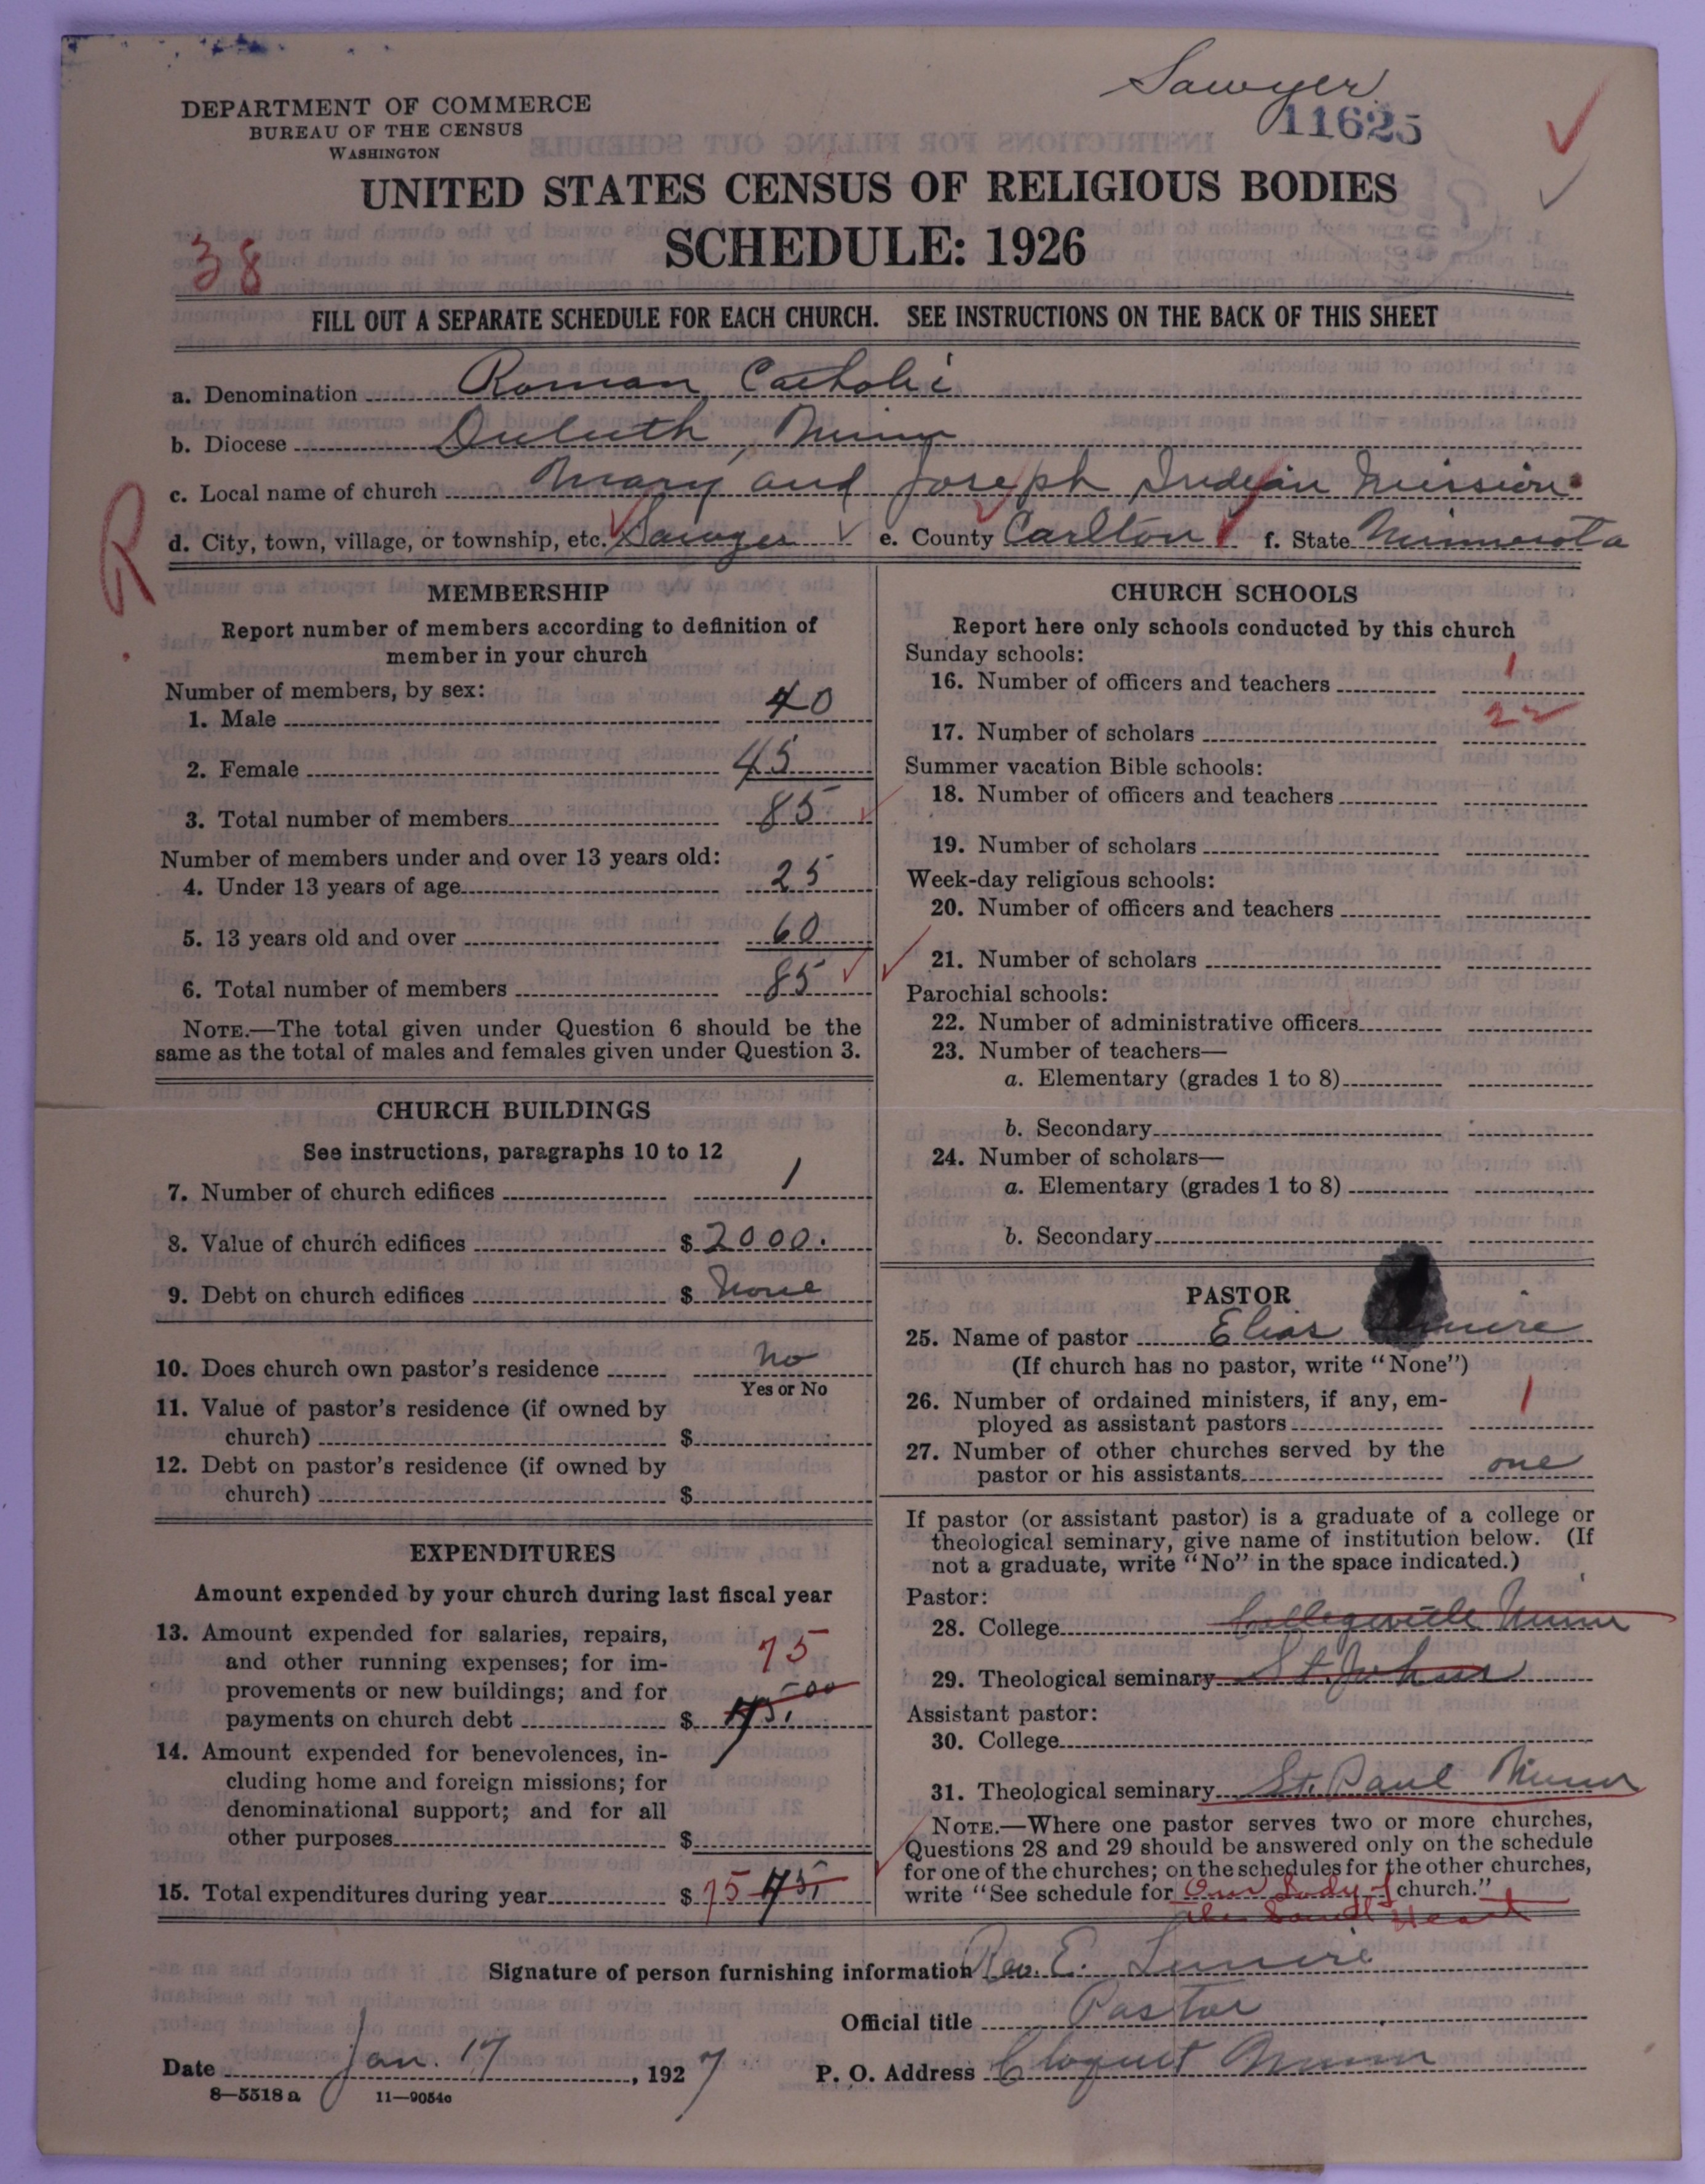 Sawyer
11625
DEPARTMENT OF COMMERCE
BUREAU OF THE CENSUS
WASHINGTON
UNITED STATES CENSUS OF RELIGIOUS BODIES
SCHEDULE: 1926
38
FILL OUT A SEPARATE SCHEDULE FOR EACH CHURCH. SEE INSTRUCTIONS ON THE BACK OF THIS SHEET
a. Denomination Roman Catholic
b. Diocese Duluth, Minn
c. Local name of church Mary and Joseph Indian Mission
R
d. City, town, village, or township, etc. Sawyer e. County Carlton f. State Minnesota
MEMBERSHIP
Report number of members according to definition of
member in your church
Number of members, by sex:
1. Male 40
2. Female 45
3. Total number of members 85
Number of members under and over 13 years old:
4. Under 13 years of age 25
5. 13 years old and over 60
6. Total number of members 85
NOTE.—The total given under Question 6 should be the
same as the total of males and females given under Question 3.
CHURCH BUILDINGS
See instructions, paragraphs 10 to 12
7. Number of church edifices 1
8. Value of church edifices $ 2000.
9. Debt on church edifices $ None
10. Does church own pastor's residence No
Yes or No
11. Value of pastor's residence (if owned by
church) $
12. Debt on pastor's residence (if owned by
church) $
EXPENDITURES
Amount expended by your church during last fiscal year
13. Amount expended for salaries, repairs,
and other running expenses; for im-
provements or new buildings; and for
payments on church debt $ 75
14. Amount expended for benevolences, in-
cluding home and foreign missions; for
denominational support; and for all
other purposes $
15. Total expenditures during year $ 75
CHURCH SCHOOLS
Report here only schools conducted by this church
Sunday schools:
16. Number of officers and teachers 1
17. Number of scholars 22
Summer vacation Bible schools:
18. Number of officers and teachers
19. Number of scholars
Week-day religious schools:
20. Number of officers and teachers
21. Number of scholars
Parochial schools:
22. Number of administrative officers
23. Number of teachers—
a. Elementary (grades 1 to 8)
b. Secondary
24. Number of scholars—
a. Elementary (grades 1 to 8)
b. Secondary
PASTOR
25. Name of pastor Elias
(If church has no pastor, write "None")
26. Number of ordained ministers, if any, em-
ployed as assistant pastors 1
27. Number of other churches served by the
pastor or his assistants one
If pastor (or assistant pastor) is a graduate of a college or
theological seminary, give name of institution below. (If
not a graduate, write "No" in the space indicated.)
Pastor:
28. College Collegeville Minn
29. Theological seminary St. Johns
Assistant pastor:
30. College
31. Theological seminary St. Paul Minn
NOTE.—Where one pastor serves two or more churches,
Questions 28 and 29 should be answered only on the schedule
for one of the churches; on the schedules for the other churches,
write "See schedule for Our Lady of church."
the Heart
Signature of person furnishing information Rev. E. Lemire
Official title Pastor
Date Jan. 17, 1927 P. O. Address Cloquet Minn
8—5518 a 11—9054c